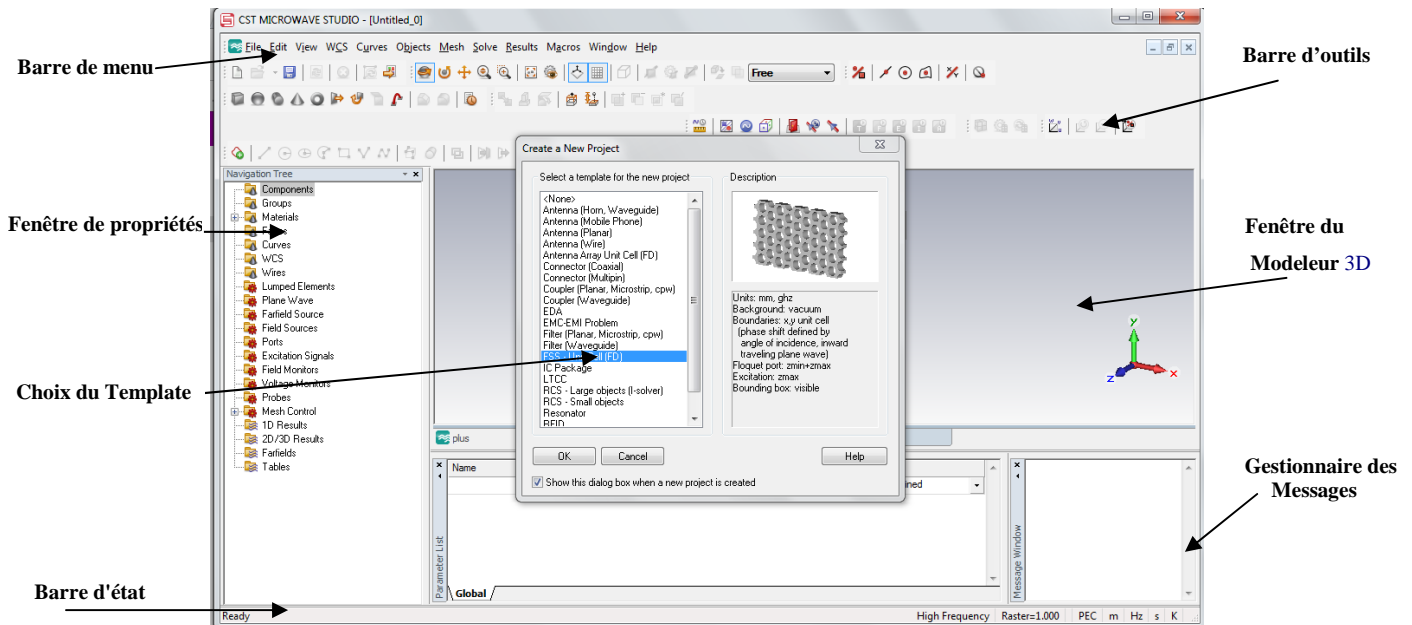 CST MICROWAVE STUDIO - [Untitled_0]
File Edit View WCS Curves Objects Mesh Solve Results Macros Window Help
Barre de menu
Barre d'outils
Free
Create a New Project
Navigation Tree
Components
Groups
Materials
Curves
WCS
Wires
Lumped Elements
Plane Wave
Farfield Source
Field Sources
Ports
Excitation Signals
Field Monitors
Voltage Monitors
Probes
Mesh Control
1D Results
2D/3D Results
Farfields
Tables
Fenêtre de propriétés
Choix du Template
Select a template for the new project
<None>
Antenna (Horn, Waveguide)
Antenna (Mobile Phone)
Antenna (Planar)
Antenna (Wire)
Antenna Array Unit Cell (FD)
Connector (Coaxial)
Connector (Multipin)
Coupler (Planar, Microstrip, cpw)
Coupler (Waveguide)
EDA
EMC-EMI Problem
Filter (Planar, Microstrip, cpw)
Filter (Waveguide)
FSS - Unit Cell (FD)
IC Package
LTCC
RCS - Large objects (I-solver)
RCS - Small objects
Resonator
RFID
Description
Units: mm, ghz
Background: vacuum
Boundaries: x,y unit cell
(phase shift defined by
angle of incidence, inward
traveling plane wave)
Floquet port: zmin+zmax
Excitation: zmax
Bounding box: visible
OK Cancel Help
Show this dialog box when a new project is created
Fenêtre du
Modeleur 3D
y
z
x
plus
Name
ined
Parameter List
Global
Message Window
Gestionnaire des
Messages
Barre d'état
Ready
High Frequency Raster=1.000 PEC m Hz s K